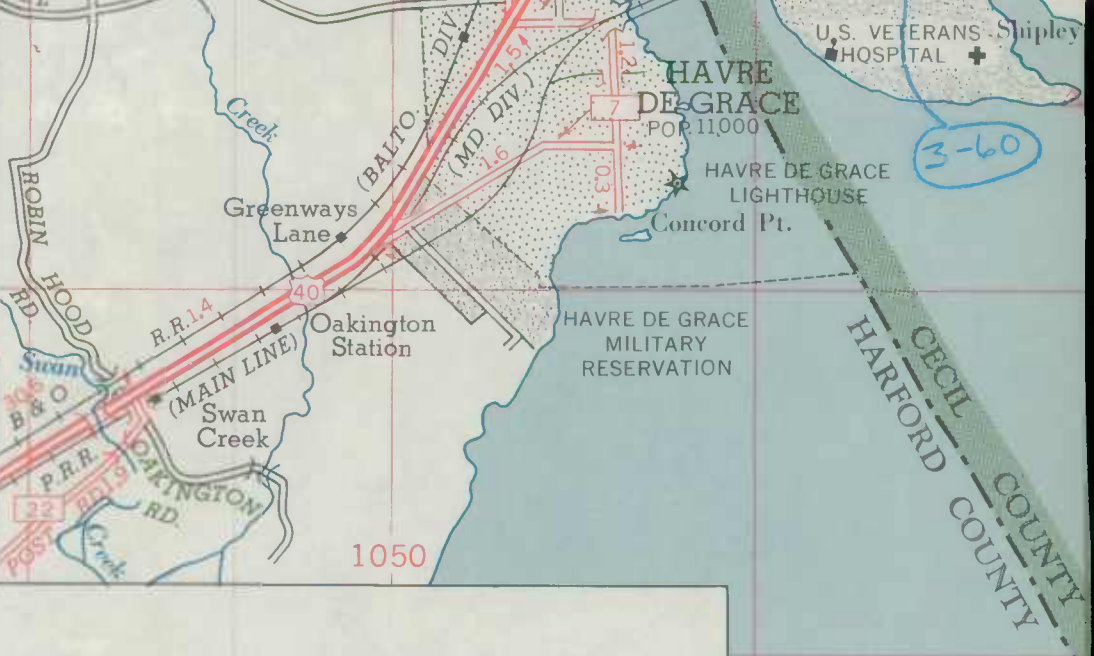 U.S. VETERANS
HOSPITAL
Shipley
3-60
HAVRE
DE GRACE
POP. 11,000
HAVRE DE GRACE
LIGHTHOUSE
Concord Pt.
HAVRE DE GRACE
MILITARY
RESERVATION
CECIL COUNTY
HARFORD COUNTY
1.2
7
0.3
1.5
1.6
(BALTO. DIV.
(MD DIV.)
Creek
Greenways
Lane
ROBIN HOOD
RD
R.R. 1.4
40
Oakington
Station
(MAIN LINE)
Swan
Creek
Swan
B & O
P.R.R.
22
POST RD 1.9
OAKINGTON
RD.
Creek
1050